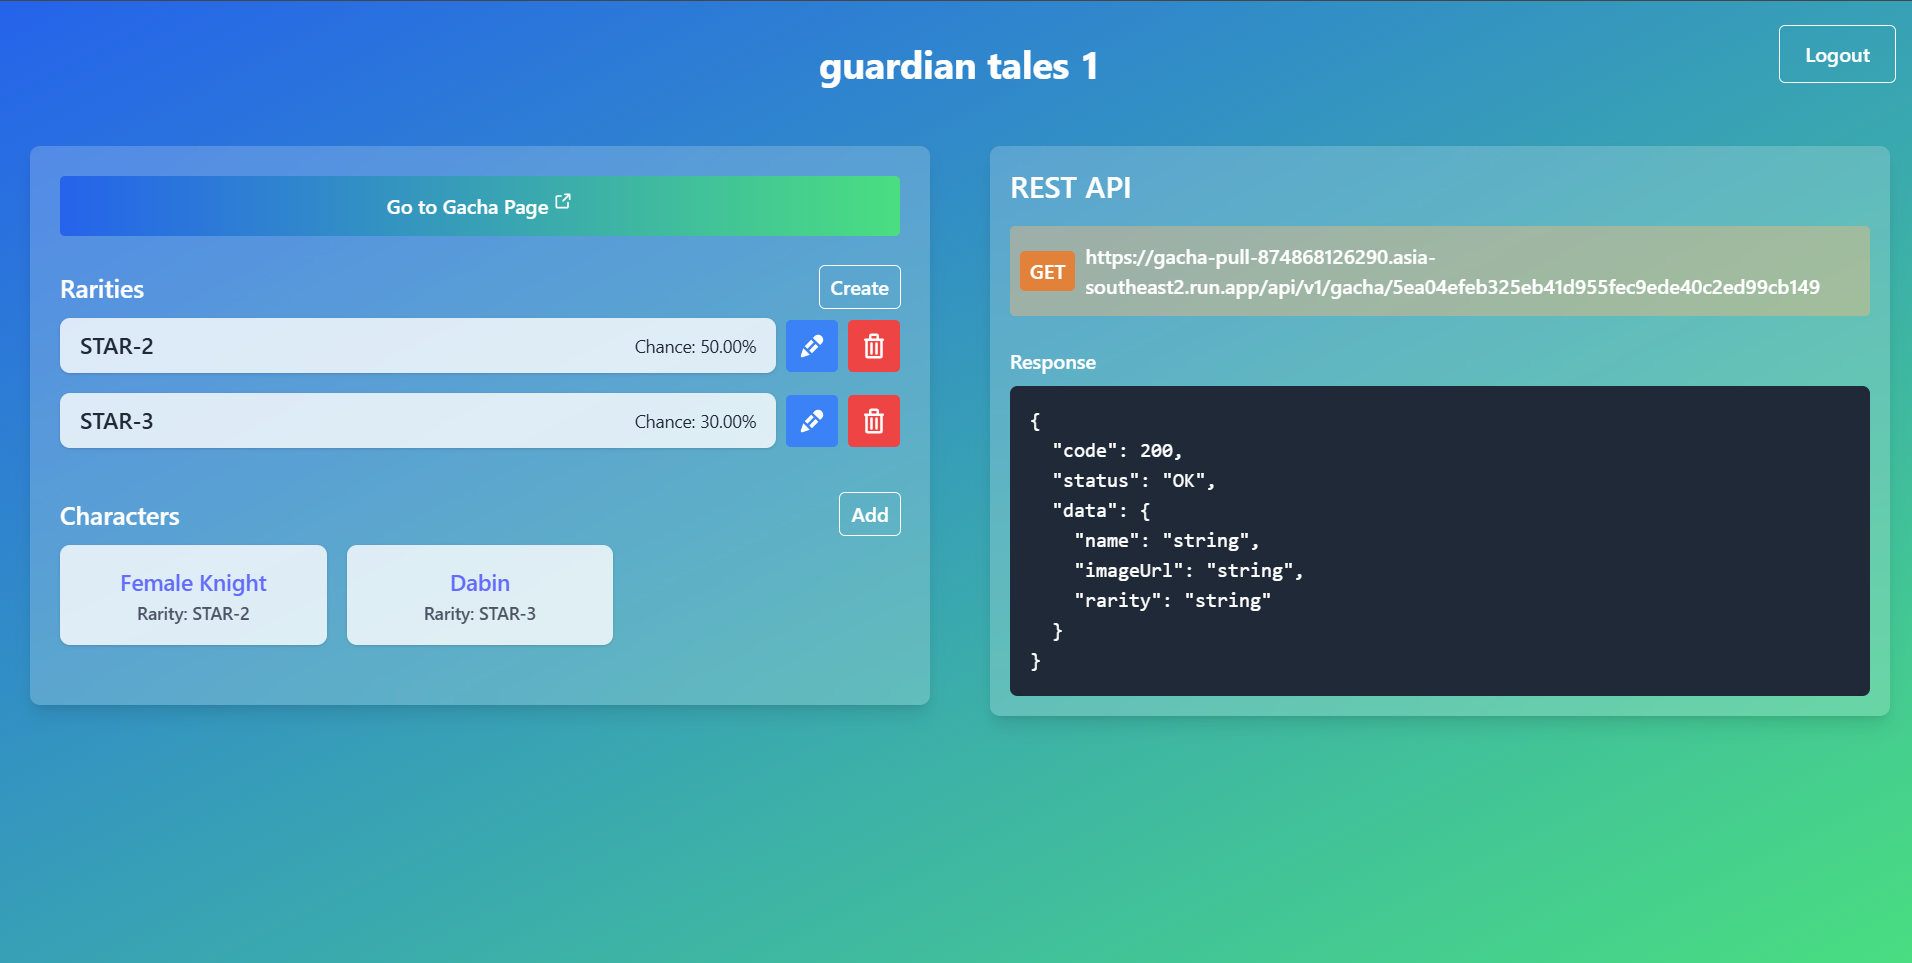 guardian tales 1
Logout
Go to Gacha Page
Rarities
Create
STAR-2
Chance: 50.00%
STAR-3
Chance: 30.00%
Characters
Add
Female Knight
Rarity: STAR-2
Dabin
Rarity: STAR-3
REST API
GET
https://gacha-pull-874868126290.asia-
southeast2.run.app/api/v1/gacha/5ea04efeb325eb41d955fec9ede40c2ed99cb149
Response
{
  "code": 200,
  "status": "OK",
  "data": {
    "name": "string",
    "imageUrl": "string",
    "rarity": "string"
  }
}